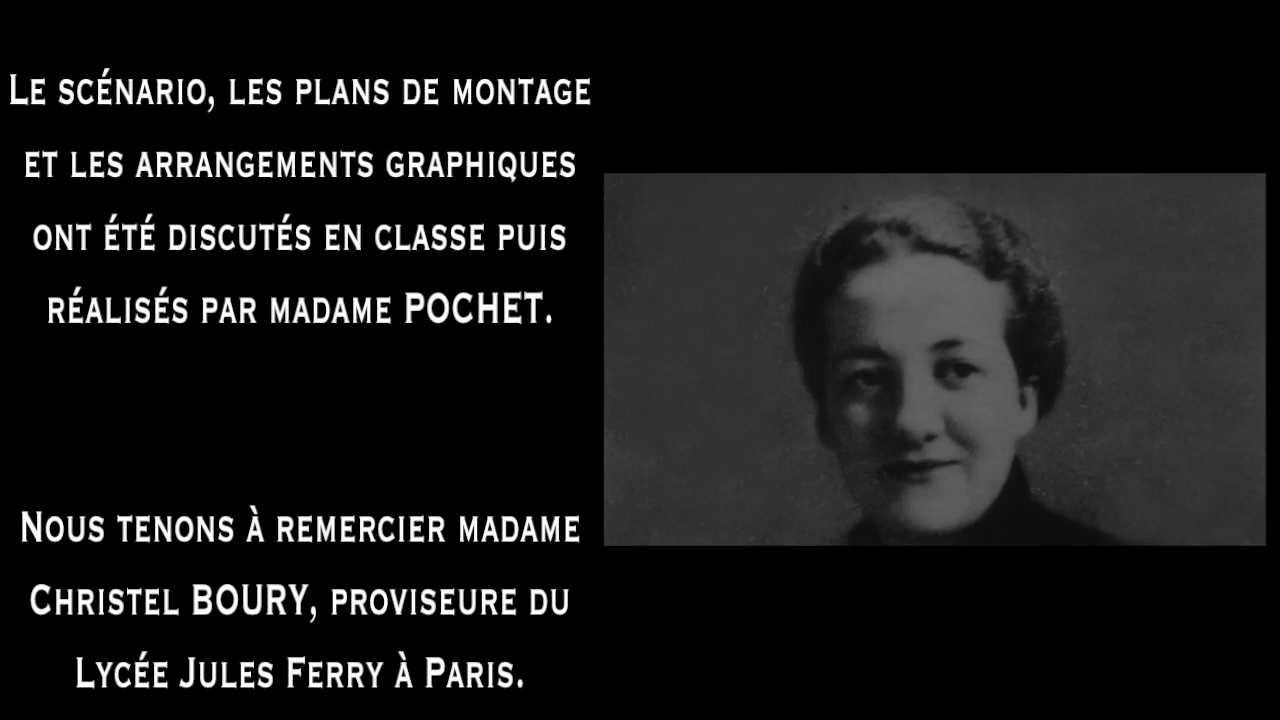 Le scénario, les plans de montage
et les arrangements graphiques
ont été discutés en classe puis
réalisés par madame POCHET.
Nous tenons à remercier madame
Christel BOURY, proviseure du
Lycée Jules Ferry à Paris.